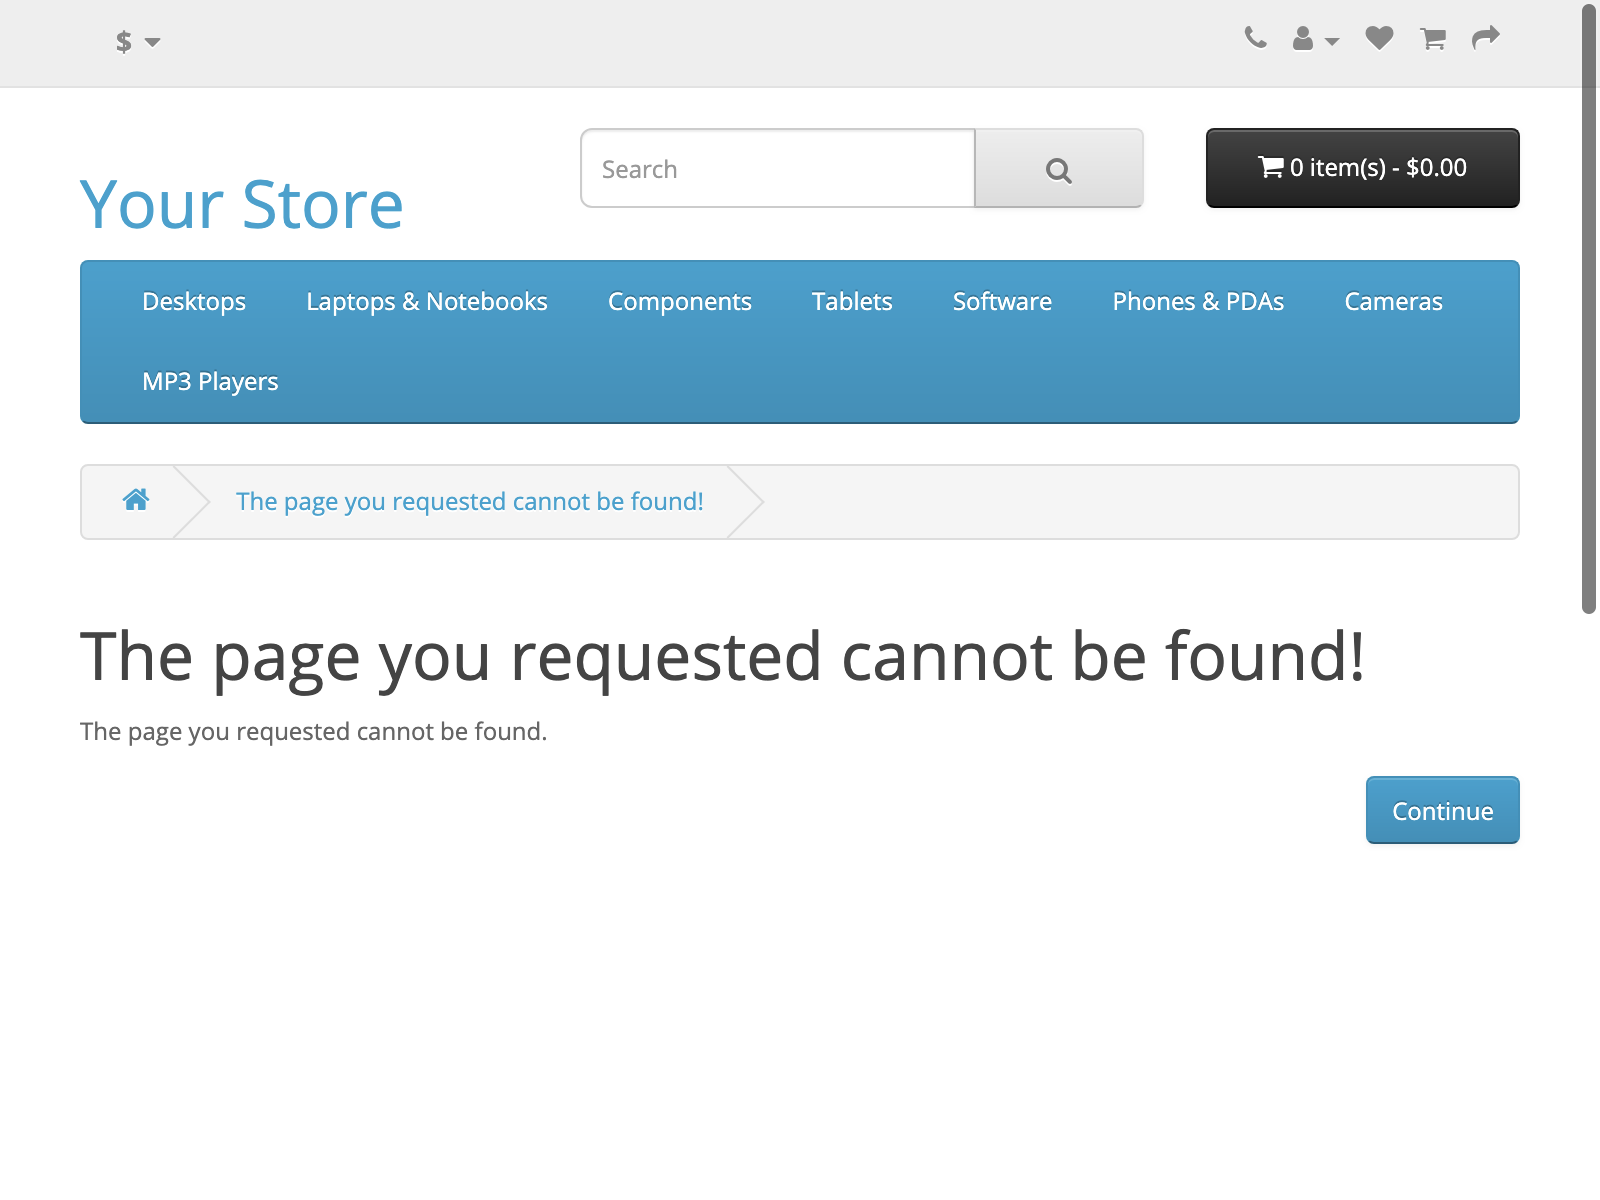 $
Search
0 item(s) - $0.00
Your Store
Desktops Laptops & Notebooks Components Tablets Software Phones & PDAs Cameras
MP3 Players
The page you requested cannot be found!
The page you requested cannot be found!
The page you requested cannot be found.
Continue